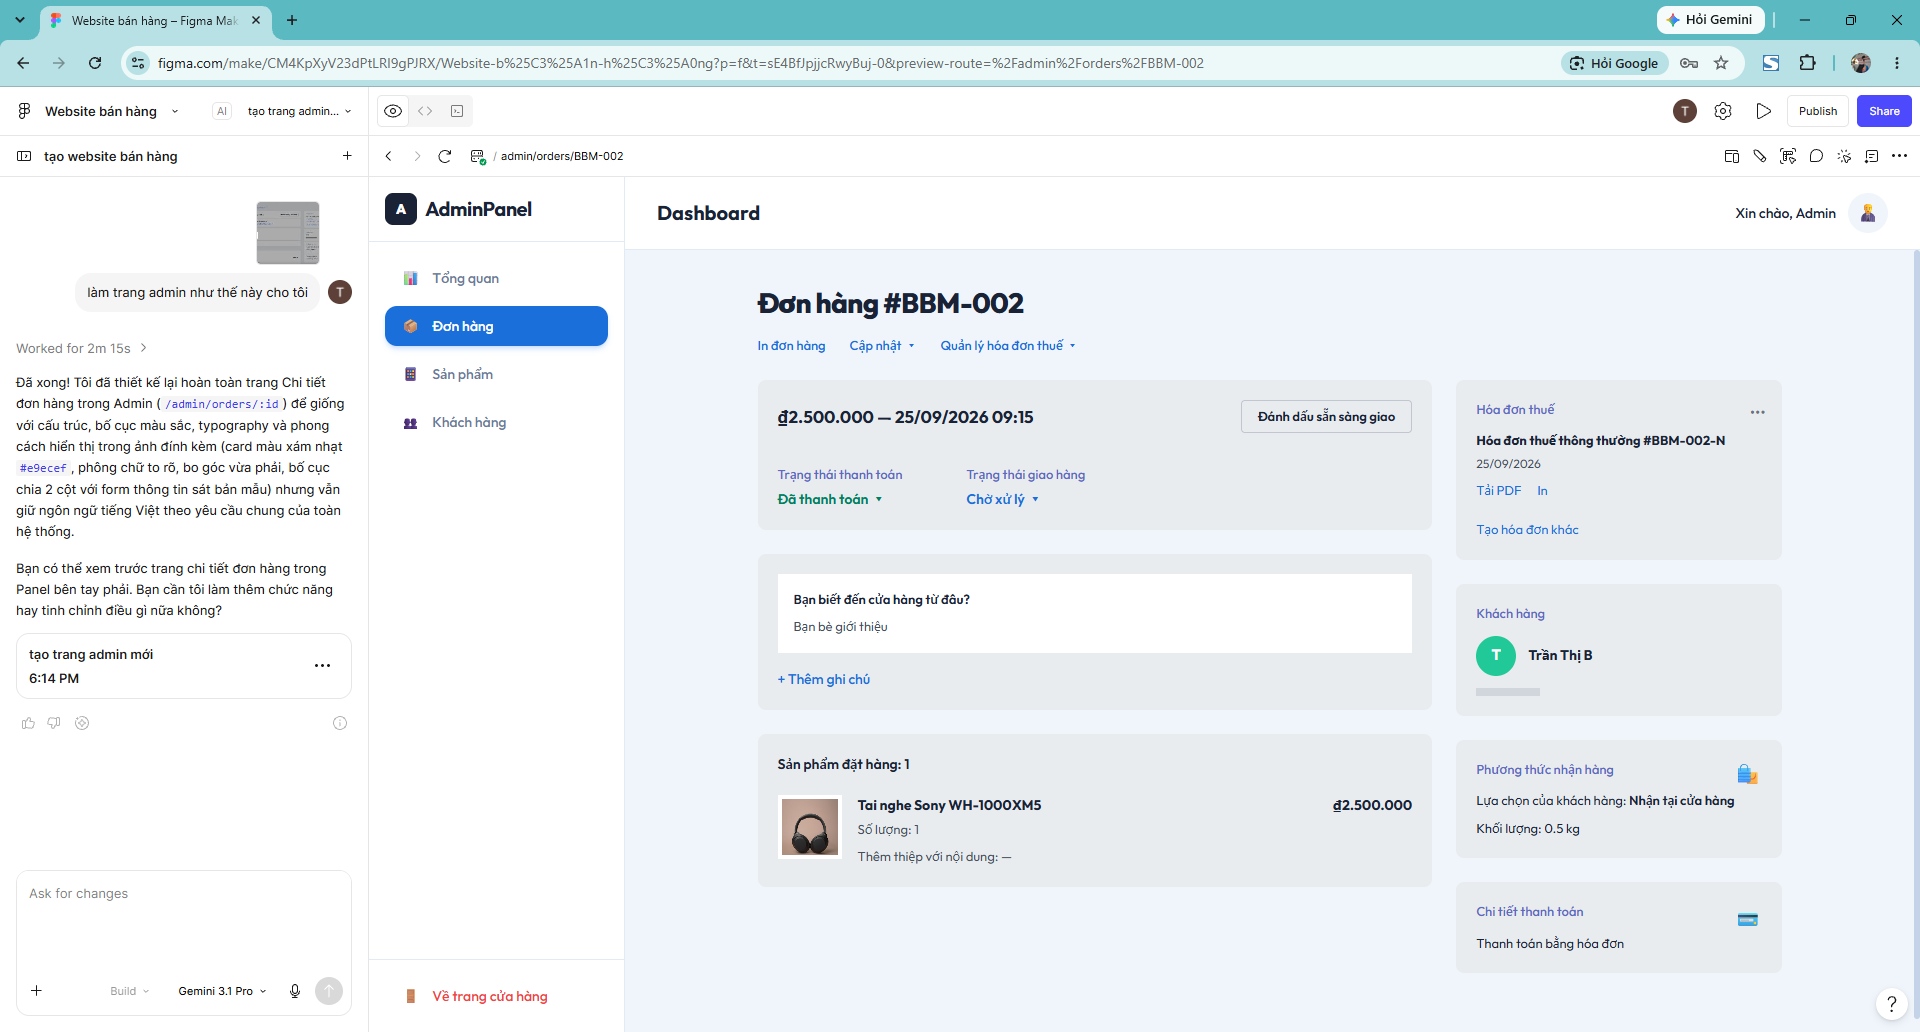 Website bán hàng – Figma Mak
Hỏi Gemini
figma.com/make/CM4KpXyV23dPtLRI9gPJRX/Website-b%25C3%25A1n-h%25C3%25A0ng?p=f&t=sE4BfJpjjcRwyBuj-0&preview-route=%2Fadmin%2Forders%2FBBM-002
Hỏi Google
Website bán hàng
AI
tạo trang admin...
T
Publish
Share
tạo website bán hàng
/ admin/orders/BBM-002
làm trang admin như thế này cho tôi
T
Worked for 2m 15s
Đã xong! Tôi đã thiết kế lại hoàn toàn trang Chi tiết
đơn hàng trong Admin ( /admin/orders/:id ) để giống
với cấu trúc, bố cục màu sắc, typography và phong
cách hiển thị trong ảnh đính kèm (card màu xám nhạt
#e9ecef , phông chữ to rõ, bo góc vừa phải, bố cục
chia 2 cột với form thông tin sát bản mẫu) nhưng vẫn
giữ ngôn ngữ tiếng Việt theo yêu cầu chung của toàn
hệ thống.
Bạn có thể xem trước trang chi tiết đơn hàng trong
Panel bên tay phải. Bạn cần tôi làm thêm chức năng
hay tinh chỉnh điều gì nữa không?
tạo trang admin mới
6:14 PM
Ask for changes
Build
Gemini 3.1 Pro
A
AdminPanel
Tổng quan
Đơn hàng
Sản phẩm
Khách hàng
Về trang cửa hàng
Dashboard
Xin chào, Admin
Đơn hàng #BBM-002
In đơn hàng
Cập nhật
Quản lý hóa đơn thuế
₫2.500.000 — 25/09/2026 09:15
Đánh dấu sẵn sàng giao
Trạng thái thanh toán
Trạng thái giao hàng
Đã thanh toán
Chờ xử lý
Bạn biết đến cửa hàng từ đâu?
Bạn bè giới thiệu
+ Thêm ghi chú
Sản phẩm đặt hàng: 1
Tai nghe Sony WH-1000XM5
₫2.500.000
Số lượng: 1
Thêm thiệp với nội dung: —
Hóa đơn thuế
Hóa đơn thuế thông thường #BBM-002-N
25/09/2026
Tải PDF
In
Tạo hóa đơn khác
Khách hàng
T
Trần Thị B
Phương thức nhận hàng
Lựa chọn của khách hàng: Nhận tại cửa hàng
Khối lượng: 0.5 kg
Chi tiết thanh toán
Thanh toán bằng hóa đơn
?